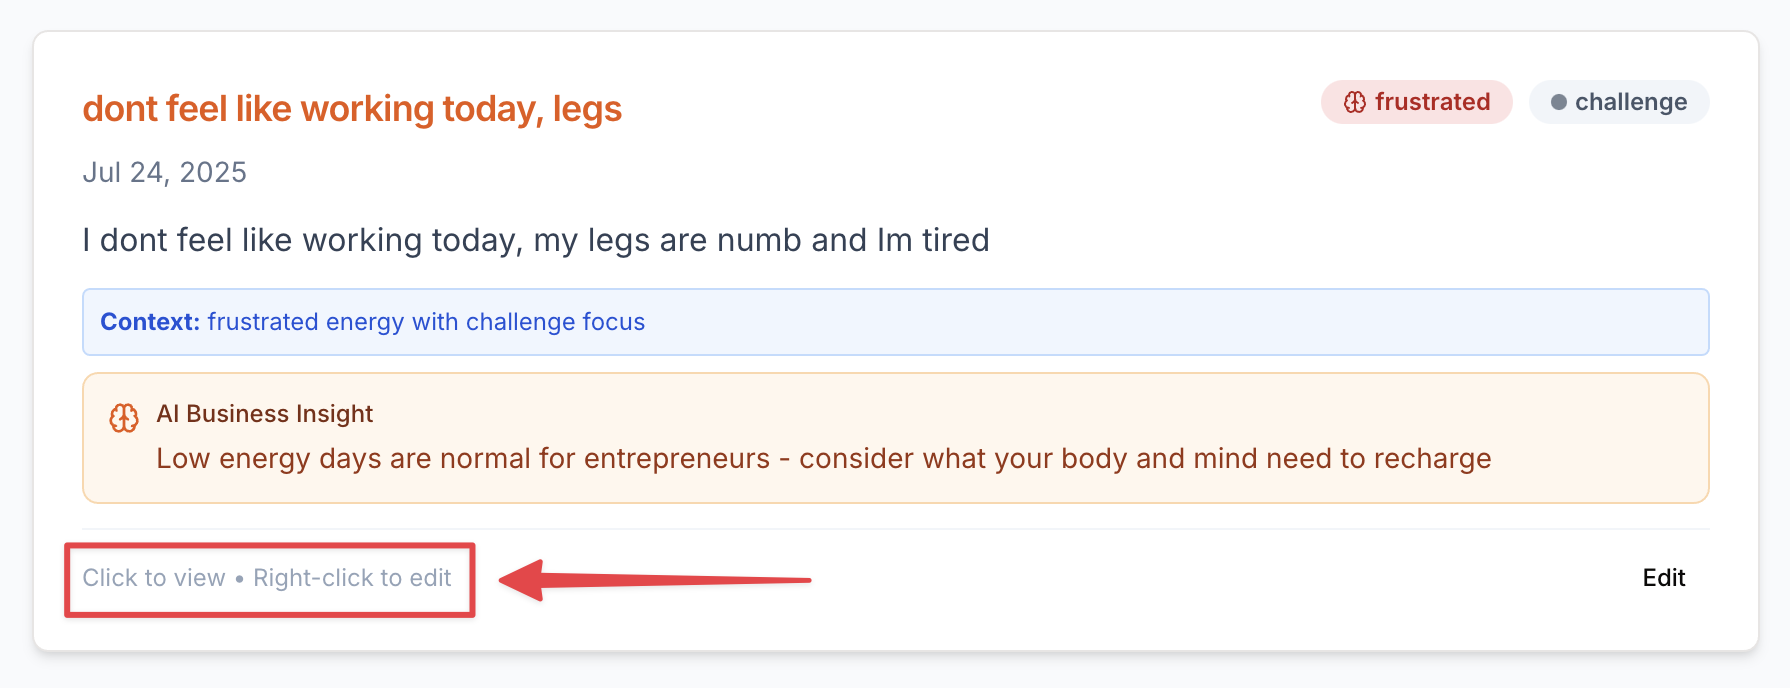 dont feel like working today, legs
frustrated
challenge
Jul 24, 2025
I dont feel like working today, my legs are numb and Im tired
Context: frustrated energy with challenge focus
AI Business Insight
Low energy days are normal for entrepreneurs - consider what your body and mind need to recharge
Click to view • Right-click to edit
Edit